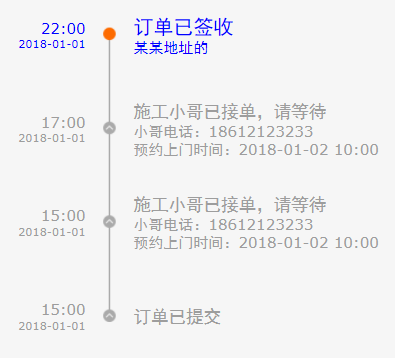 22:00
2018-01-01
订单已签收
某某地址的
17:00
2018-01-01
施工小哥已接单，请等待
小哥电话：18612123233
预约上门时间：2018-01-02 10:00
15:00
2018-01-01
施工小哥已接单，请等待
小哥电话：18612123233
预约上门时间：2018-01-02 10:00
15:00
2018-01-01
订单已提交